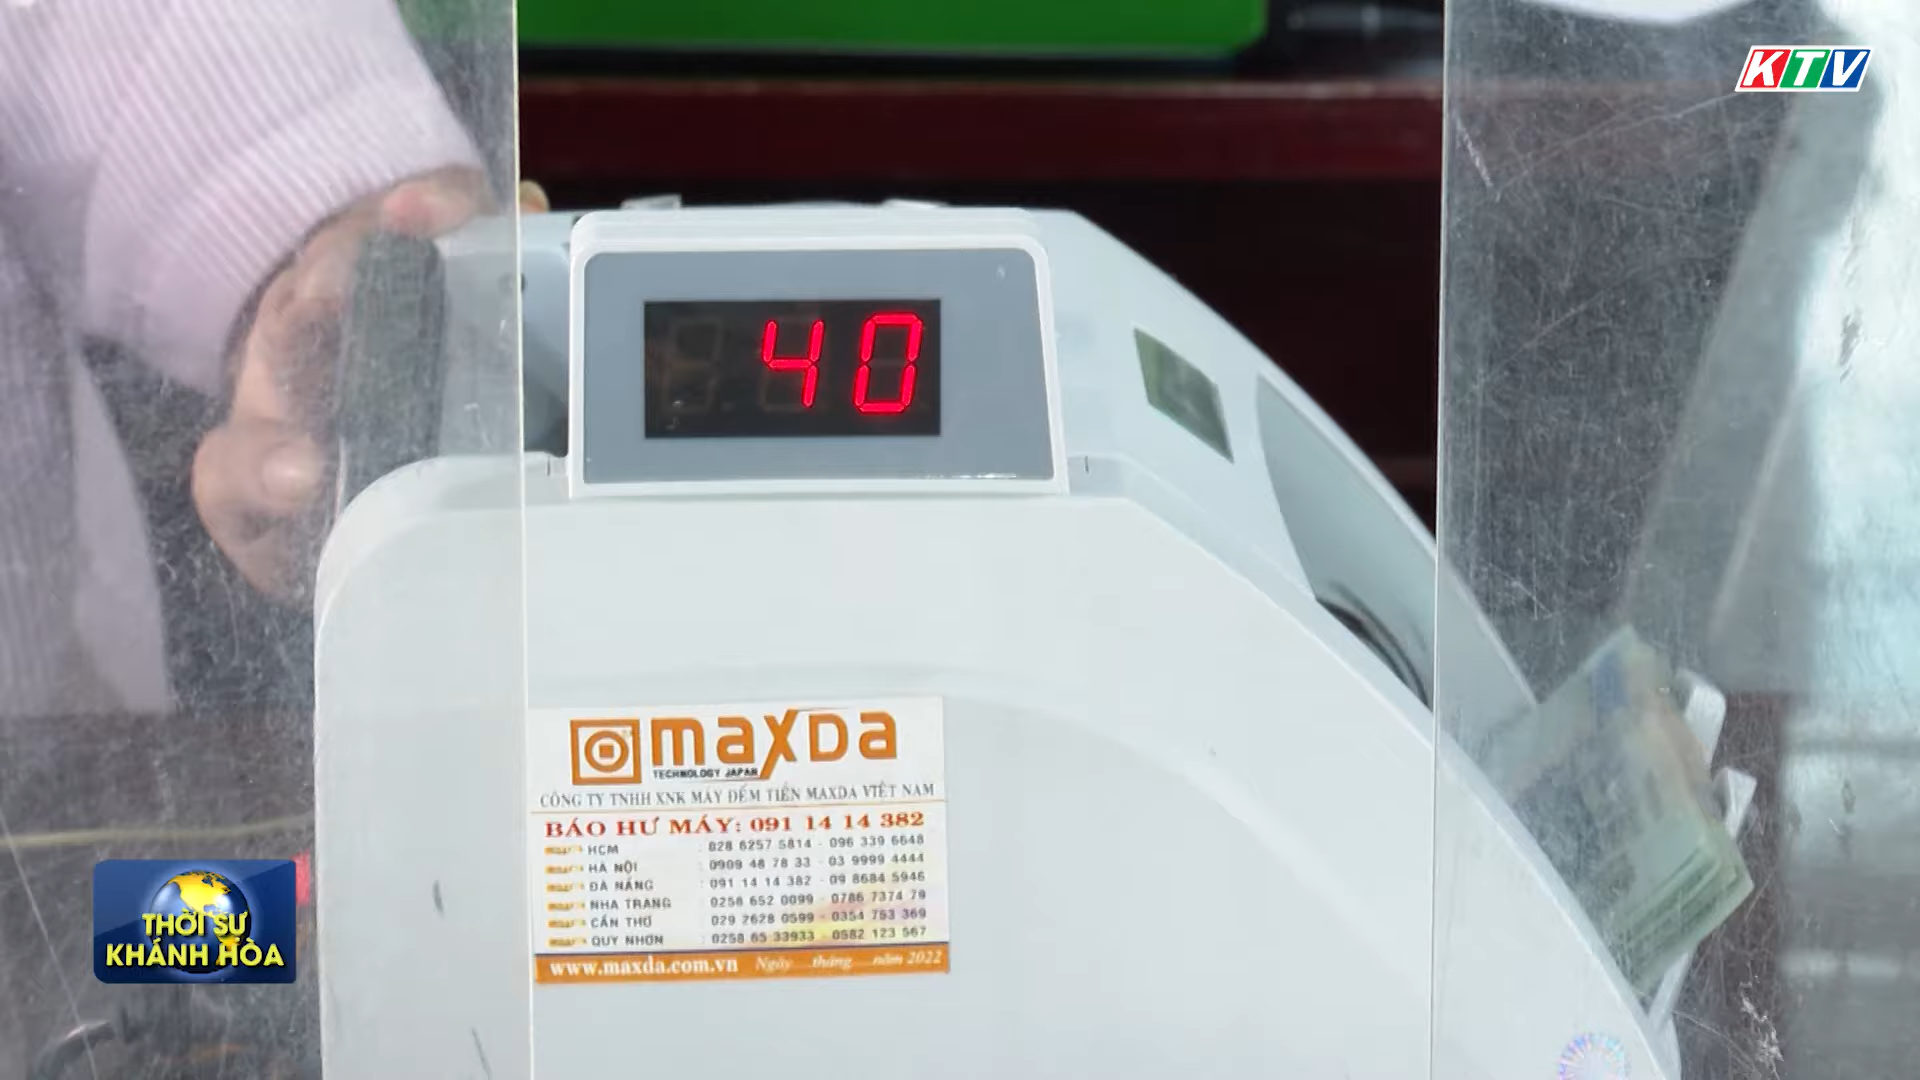 KTV
40
maxda
TECHNOLOGY JAPAN
CÔNG TY TNHH XNK MÁY ĐẾM TIỀN MAXDA VIỆT NAM
BÁO HƯ MÁY: 091 14 14 382
HCM : 028 6257 5814 - 096 339 6648
HÀ NỘI : 0909 48 78 33 - 03 9999 4444
ĐÀ NẴNG : 091 14 14 382 - 09 8684 5946
NHA TRANG : 0258 652 0099 - 0786 7374 79
CẦN THƠ : 029 2628 0599 - 0354 753 369
QUY NHƠN : 0258 65 33933 - 0582 123 567
www.maxda.com.vn Ngày tháng năm 2022
THỜI SỰ
KHÁNH HÒA